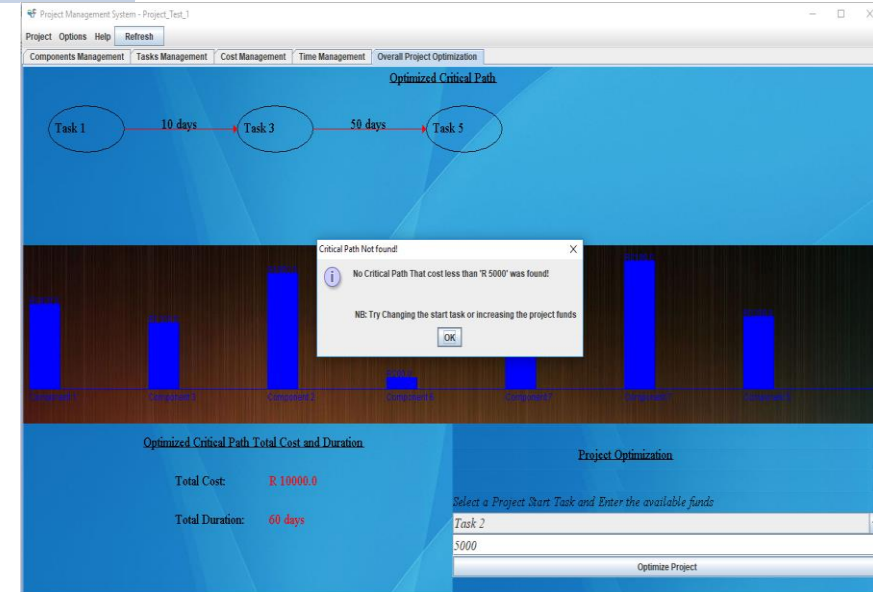 Project Management System - Project_Test_1
Project Options Help Refresh
Components Management Tasks Management Cost Management Time Management Overall Project Optimization
Optimized Critical Path
Task 1 10 days Task 3 50 days Task 5
Critical Path Not found!
No Critical Path That cost less than 'R 5000' was found!
NB: Try Changing the start task or increasing the project funds
OK
Component 2
Optimized Critical Path Total Cost and Duration
Total Cost: R 10000.0
Total Duration: 60 days
Project Optimization
Select a Project Start Task and Enter the available funds
Task 2
5000
Optimize Project